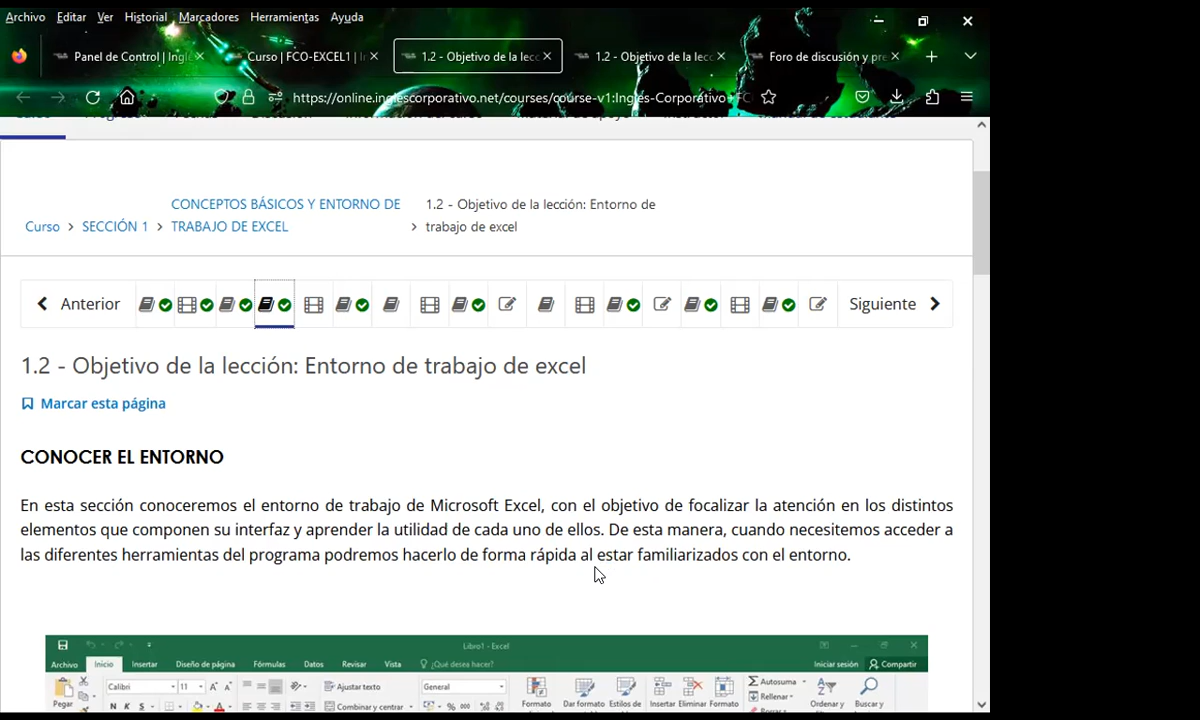 Archivo Editar Ver Historial Marcadores Herramientas Ayuda
Panel de Control | Ingle Curso | FCO-EXCEL1 | I 1.2 - Objetivo de la lecc 1.2 - Objetivo de la lecc Foro de discusión y pre
https://online.inglescorporativo.net/courses/course-v1:Ingles-Corporativo+FC
CONCEPTOS BÁSICOS Y ENTORNO DE 1.2 - Objetivo de la lección: Entorno de
Curso > SECCIÓN 1 > TRABAJO DE EXCEL > trabajo de excel
Anterior Siguiente
1.2 - Objetivo de la lección: Entorno de trabajo de excel
Marcar esta página
CONOCER EL ENTORNO
En esta sección conoceremos el entorno de trabajo de Microsoft Excel, con el objetivo de focalizar la atención en los distintos
elementos que componen su interfaz y aprender la utilidad de cada uno de ellos. De esta manera, cuando necesitemos acceder a
las diferentes herramientas del programa podremos hacerlo de forma rápida al estar familiarizados con el entorno.
Libro1 - Excel
Archivo Inicio Insertar Diseño de página Fórmulas Datos Revisar Vista ¿Qué desea hacer? Iniciar sesión Compartir
Calibri 11 Ajustar texto General Autosuma
Pegar N K S Combinar y centrar % 000 Formato Dar formato Estilos de Insertar Eliminar Formato Rellenar Ordenar y Buscar y